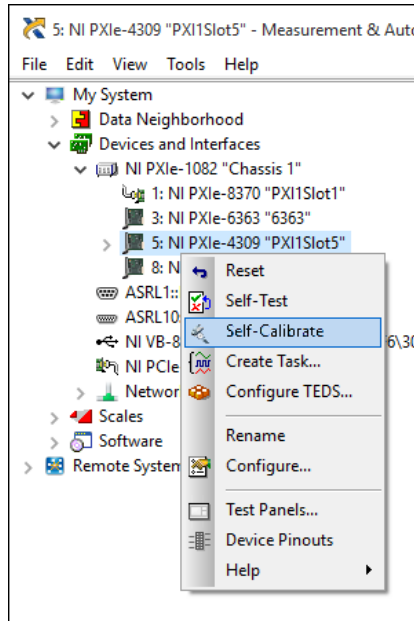 5: NI PXIe-4309 "PXI1Slot5" - Measurement & Auto
File Edit View Tools Help
My System
Data Neighborhood
Devices and Interfaces
NI PXIe-1082 "Chassis 1"
1: NI PXIe-8370 "PXI1Slot1"
3: NI PXIe-6363 "6363"
5: NI PXIe-4309 "PXI1Slot5"
8: N
Reset
ASRL1::
Self-Test
ASRL10
Self-Calibrate
NI VB-8
6\30
Create Task...
NI PCIe
Configure TEDS...
Networ
Scales
Rename
Software
Configure...
Remote System
Test Panels...
Device Pinouts
Help